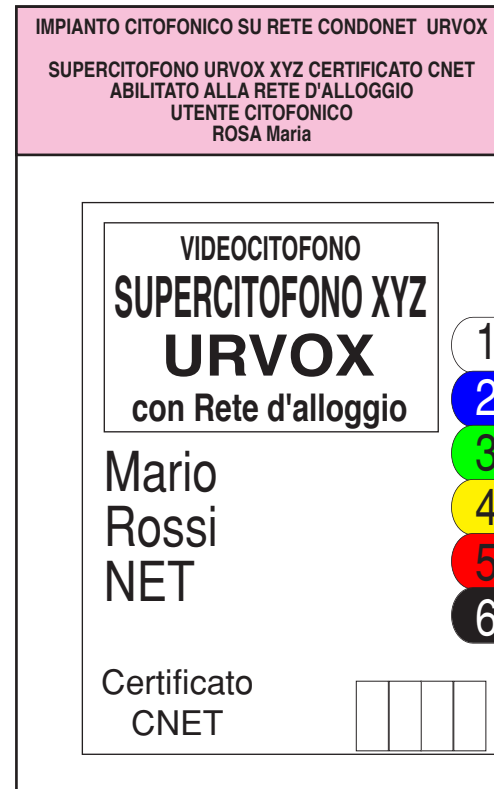 IMPIANTO CITOFONICO SU RETE CONDONET URVOX
SUPERCITOFONO URVOX XYZ CERTIFICATO CNET
ABILITATO ALLA RETE D'ALLOGGIO
UTENTE CITOFONICO
ROSA Maria
VIDEOCITOFONO
SUPERCITOFONO XYZ
URVOX
con Rete d'alloggio
1
2
3
4
5
6
Mario
Rossi
NET
Certificato
CNET